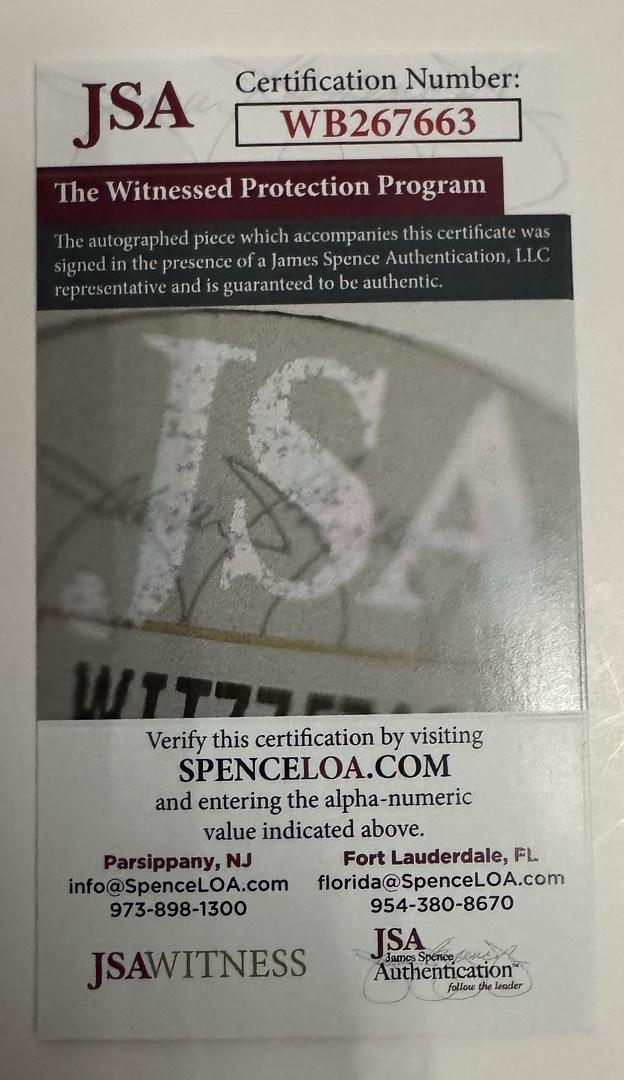 JSA
Certification Number:
WB267663
The Witnessed Protection Program
The autographed piece which accompanies this certificate was
signed in the presence of a James Spence Authentication, LLC
representative and is guaranteed to be authentic.
JSA
Verify this certification by visiting
SPENCELOA.COM
and entering the alpha-numeric
value indicated above.
Parsippany, NJ
info@SpenceLOA.com
973-898-1300
Fort Lauderdale, FL
florida@SpenceLOA.com
954-380-8670
JSAWITNESS
JSA
James Spence
Authentication™
follow the leader